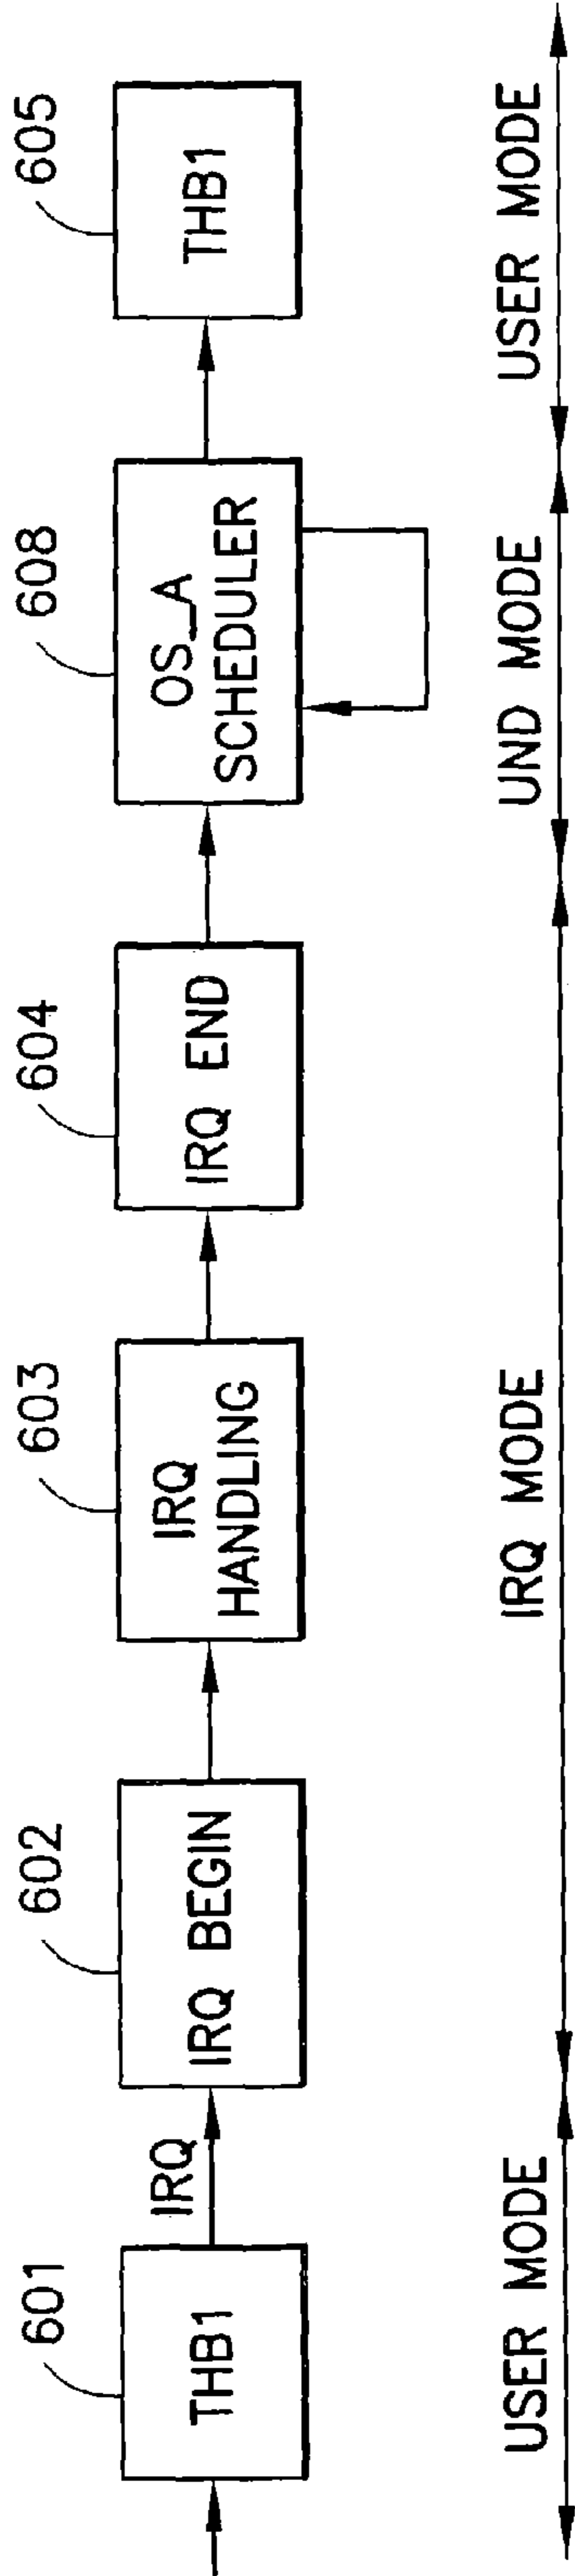 601
THB1
IRQ
602
IRQ BEGIN
603
IRQ
HANDLING
604
IRQ END
608
OS_A
SCHEDULER
605
THB1
USER MODE
IRQ MODE
UND MODE
USER MODE